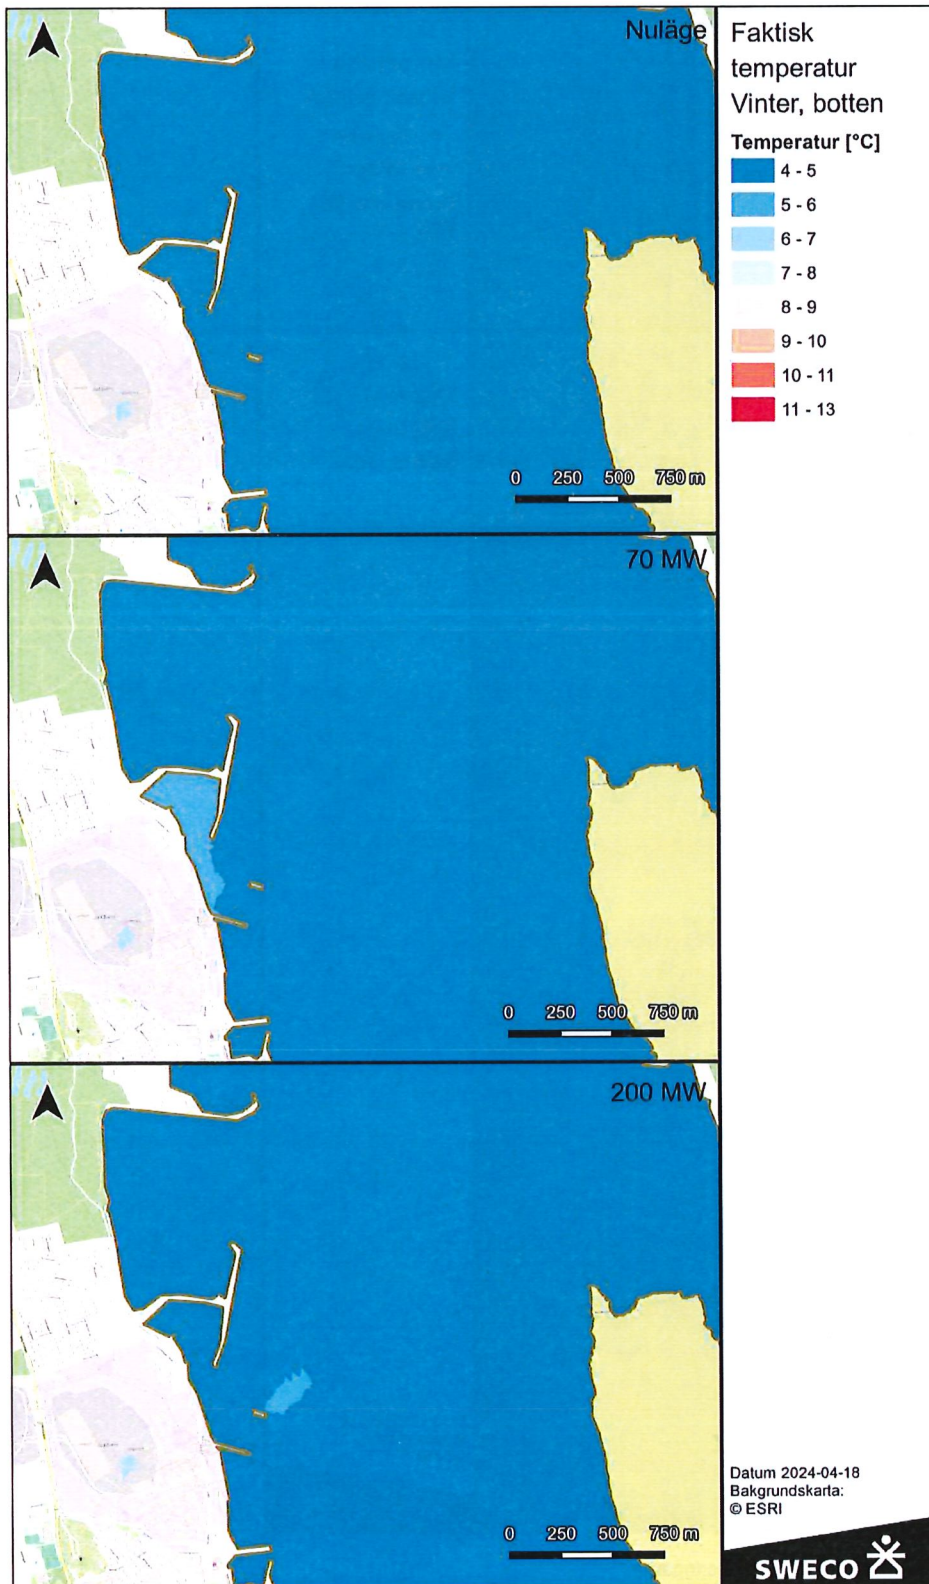 Nuläge
0 250 500 750 m
70 MW
0 250 500 750 m
200 MW
0 250 500 750 m
Faktisk
temperatur
Vinter, botten
Temperatur [°C]
4 - 5
5 - 6
6 - 7
7 - 8
8 - 9
9 - 10
10 - 11
11 - 13
Datum 2024-04-18
Bakgrundskarta:
© ESRI
SWECO